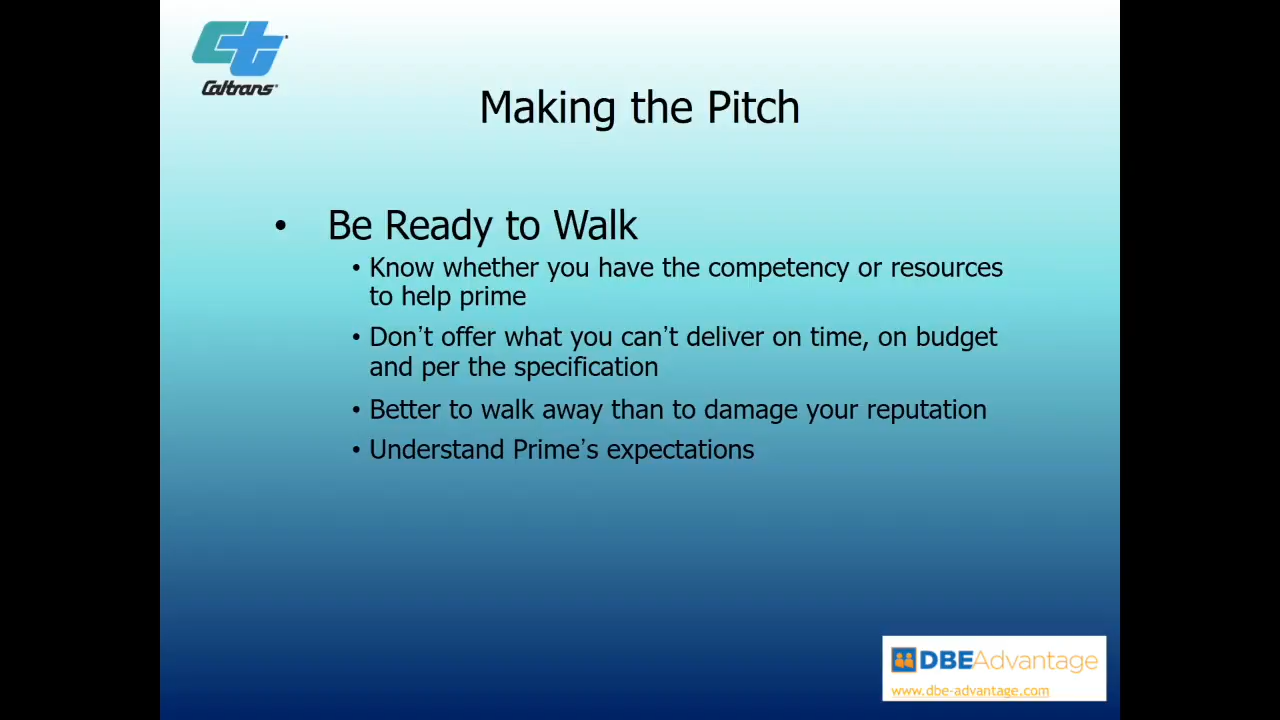 Caltrans
Making the Pitch
• Be Ready to Walk
• Know whether you have the competency or resources
to help prime
• Don’t offer what you can’t deliver on time, on budget
and per the specification
• Better to walk away than to damage your reputation
• Understand Prime’s expectations
DBEAdvantage
www.dbe-advantage.com